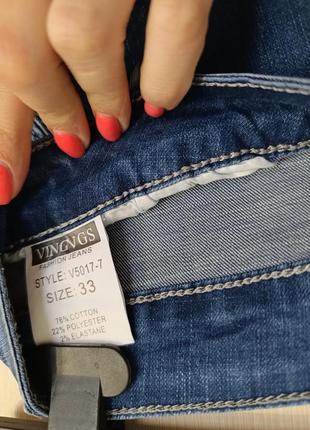 VINGVGS
FASHION JEANS
STYLE: V5017-7
SIZE: 33
76% COTTON
22% POLYESTER
2% ELASTANE